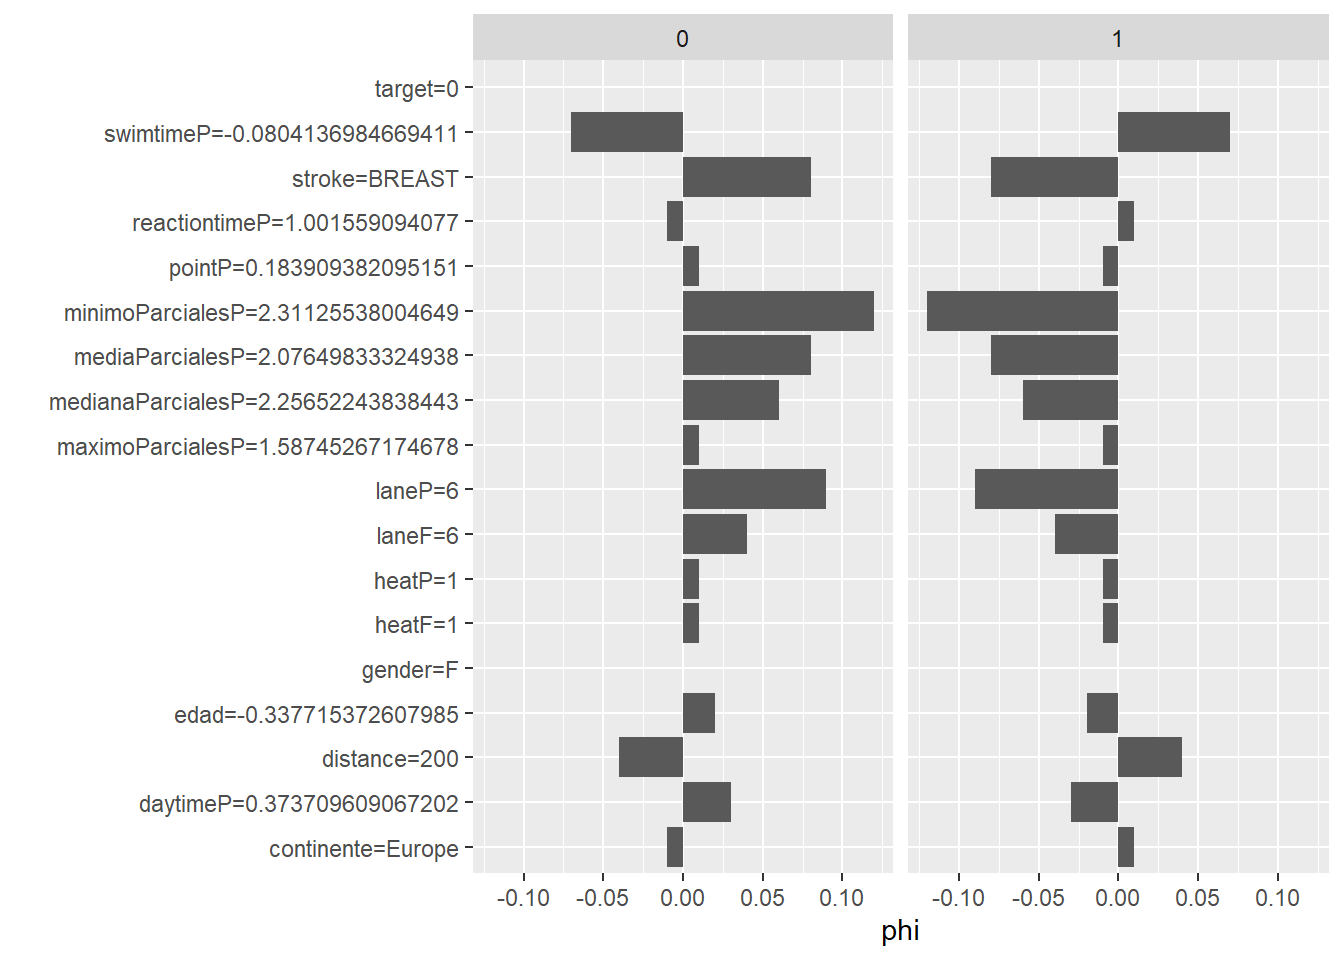 0 1
target=0
swimtimeP=-0.0804136984669411
stroke=BREAST
reactiontimeP=1.001559094077
pointP=0.183909382095151
minimoParcialesP=2.31125538004649
mediaParcialesP=2.07649833324938
medianaParcialesP=2.25652243838443
maximoParcialesP=1.58745267174678
laneP=6
laneF=6
heatP=1
heatF=1
gender=F
edad=-0.337715372607985
distance=200
daytimeP=0.373709609067202
continente=Europe
-0.10 -0.05 0.00 0.05 0.10 -0.10 -0.05 0.00 0.05 0.10
phi